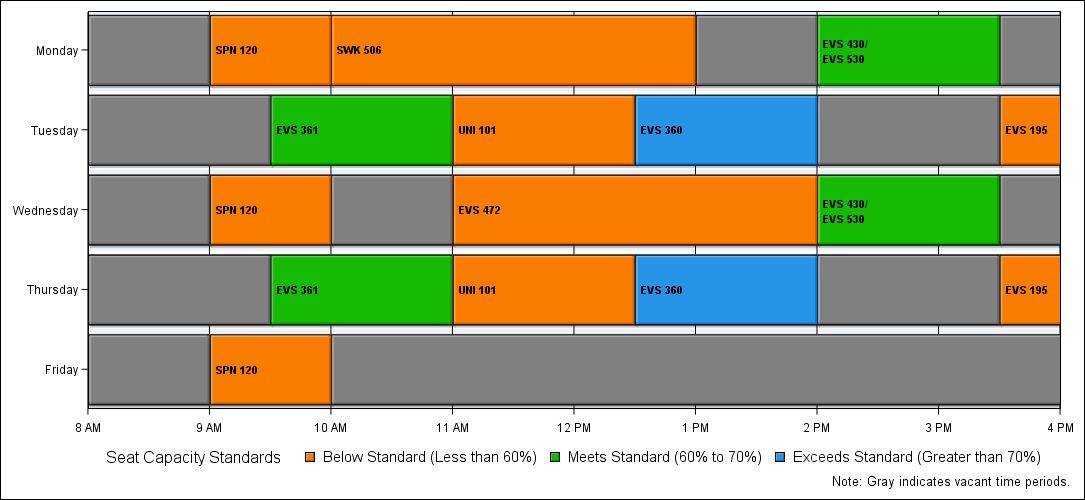 Monday
SPN 120
SWK 506
EVS 430/
EVS 530
Tuesday
EVS 361
UNI 101
EVS 360
EVS 195
Wednesday
SPN 120
EVS 472
EVS 430/
EVS 530
Thursday
EVS 361
UNI 101
EVS 360
EVS 195
Friday
SPN 120
8 AM 9 AM 10 AM 11 AM 12 PM 1 PM 2 PM 3 PM 4 PM
Seat Capacity Standards Below Standard (Less than 60%) Meets Standard (60% to 70%) Exceeds Standard (Greater than 70%)
Note: Gray indicates vacant time periods.